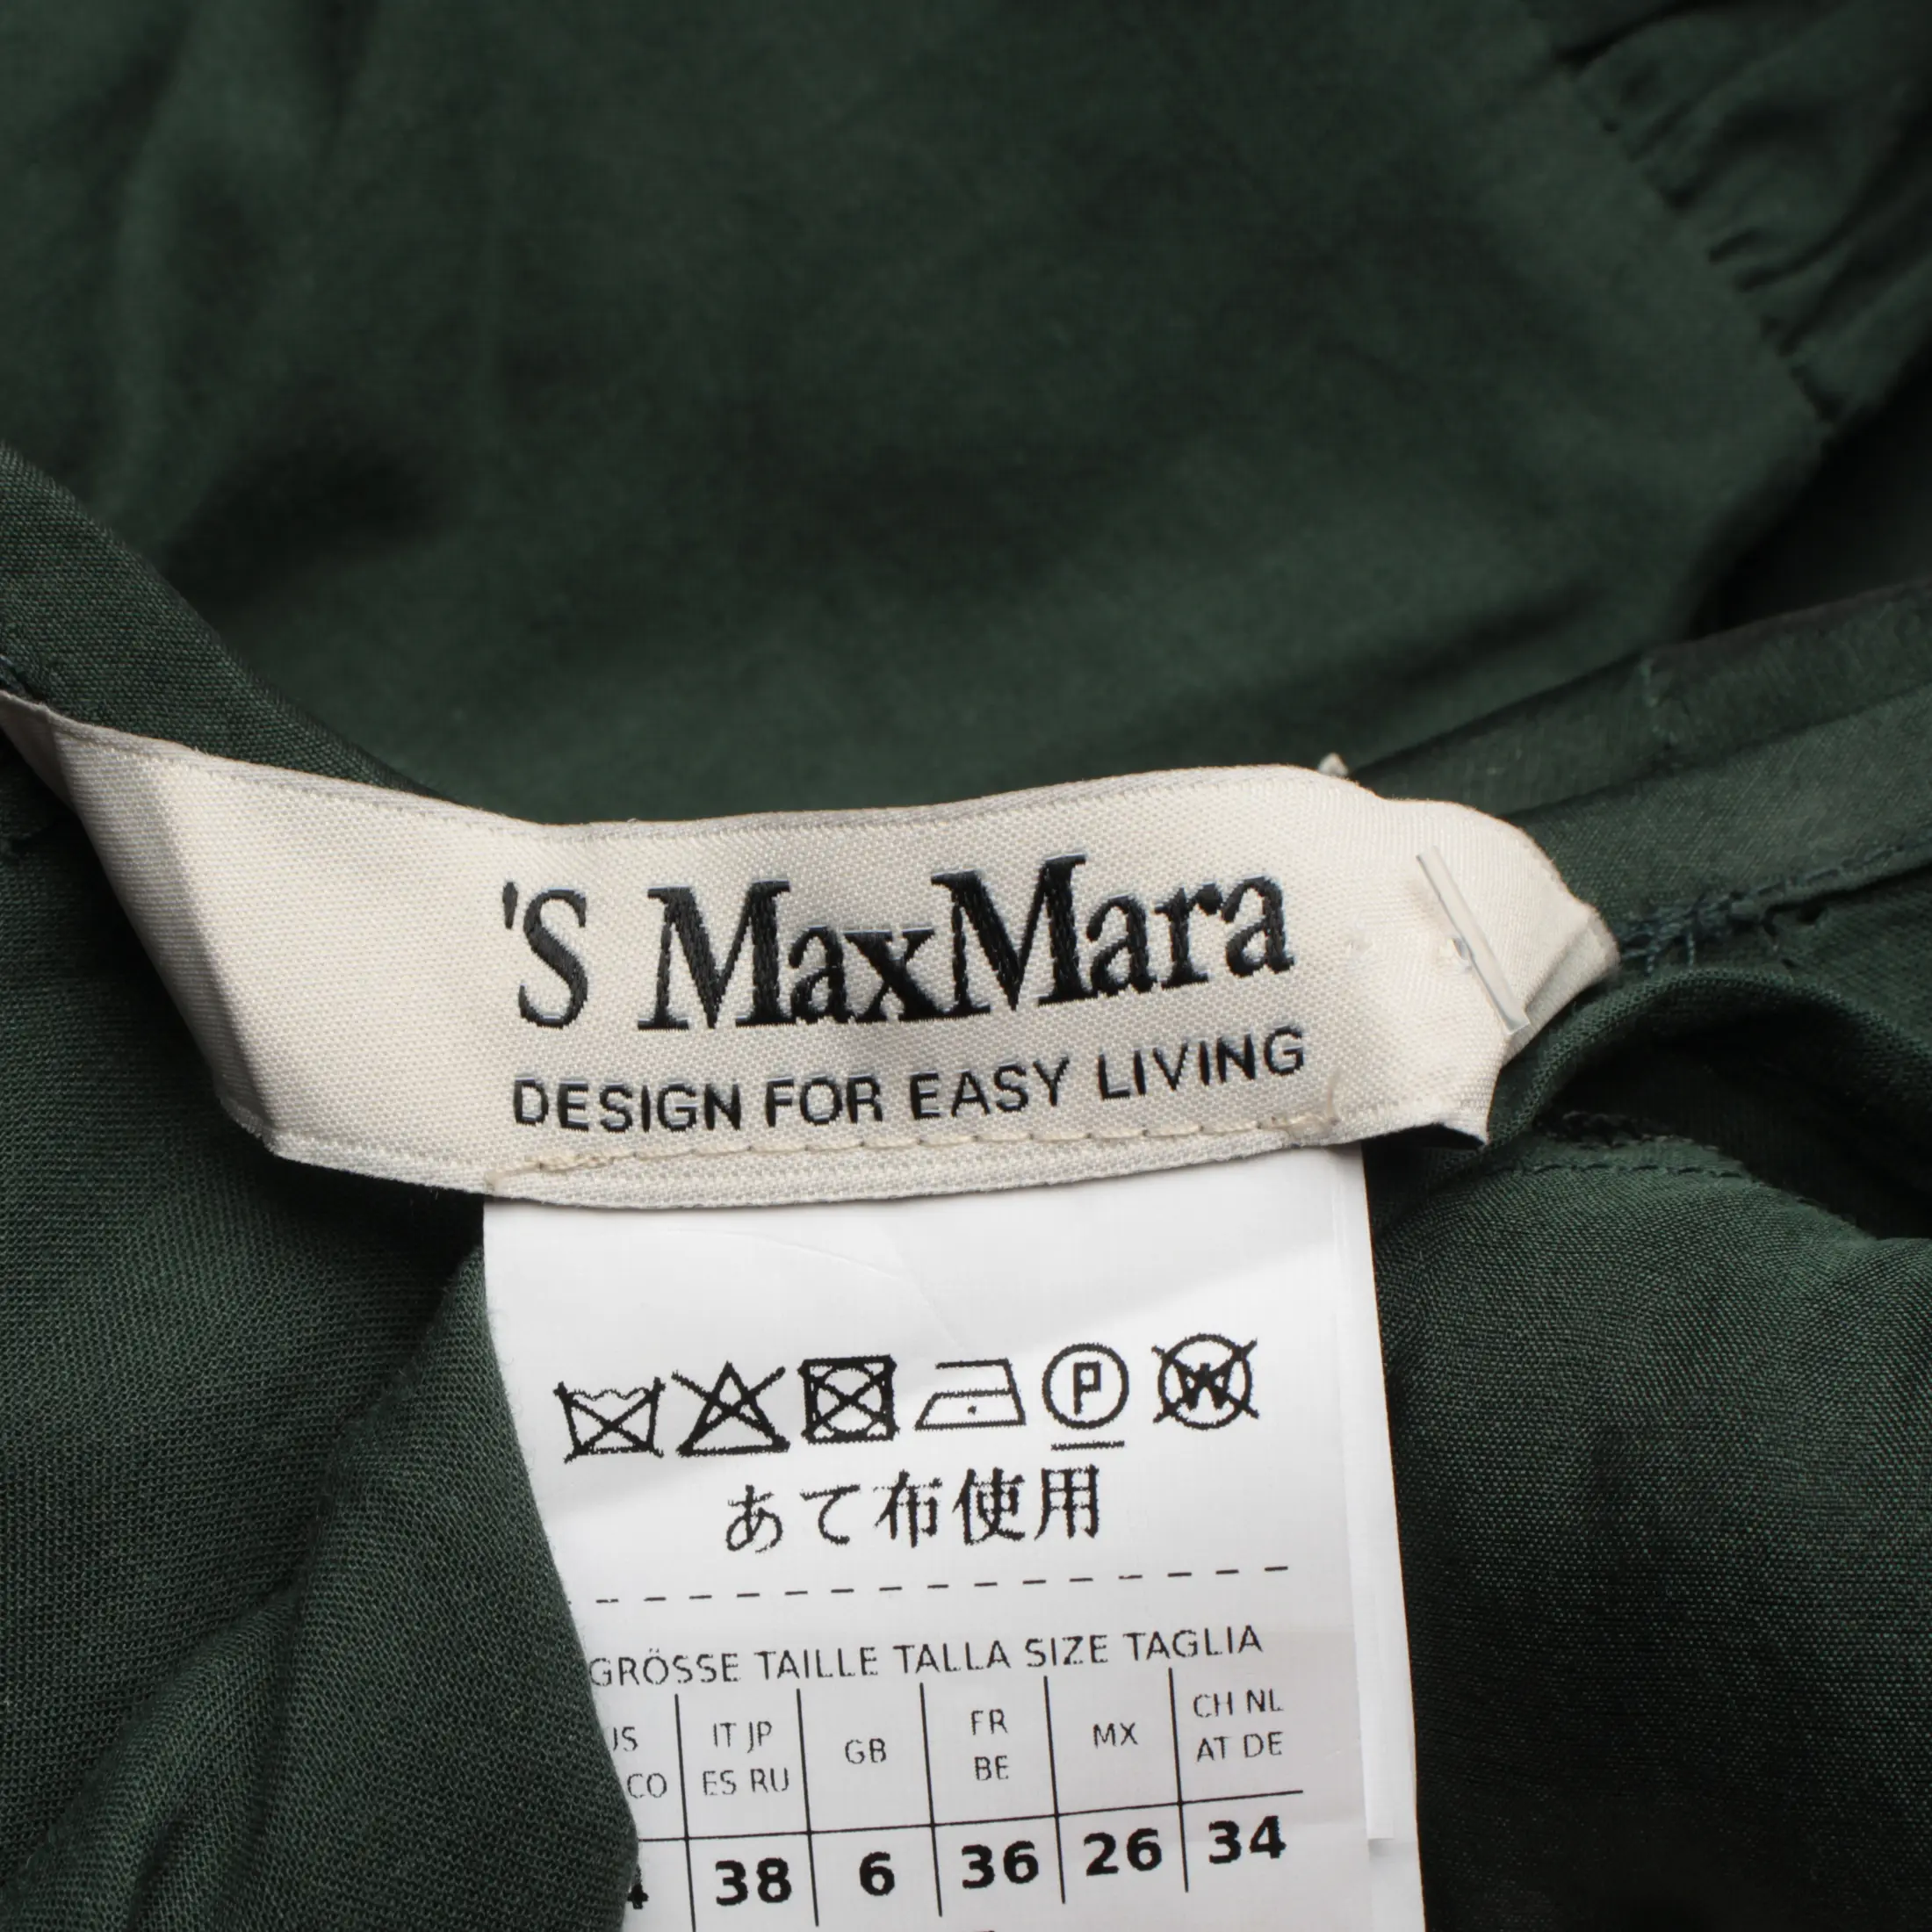 'S MaxMara
DESIGN FOR EASY LIVING
P W
あて布使用
GRÖSSE TAILLE TALLA SIZE TAGLIA
IT JP GB FR MX CH NL
CO ES RU BE AT DE
38 6 36 26 34